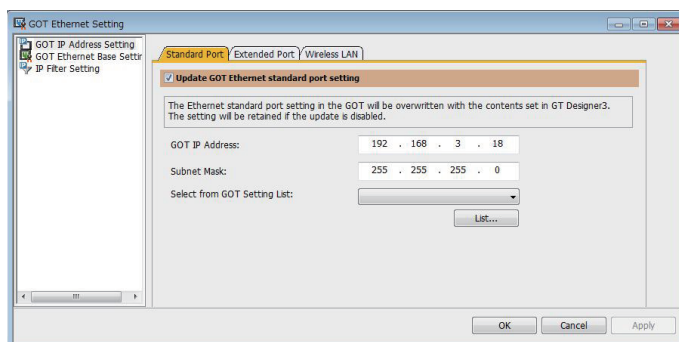 GOT Ethernet Setting
GOT IP Address Setting
GOT Ethernet Base Settir
IP Filter Setting
Standard Port Extended Port Wireless LAN
Update GOT Ethernet standard port setting
The Ethernet standard port setting in the GOT will be overwritten with the contents set in GT Designer3.
The setting will be retained if the update is disabled.
GOT IP Address: 192 . 168 . 3 . 18
Subnet Mask: 255 . 255 . 255 . 0
Select from GOT Setting List:
List...
OK Cancel Apply